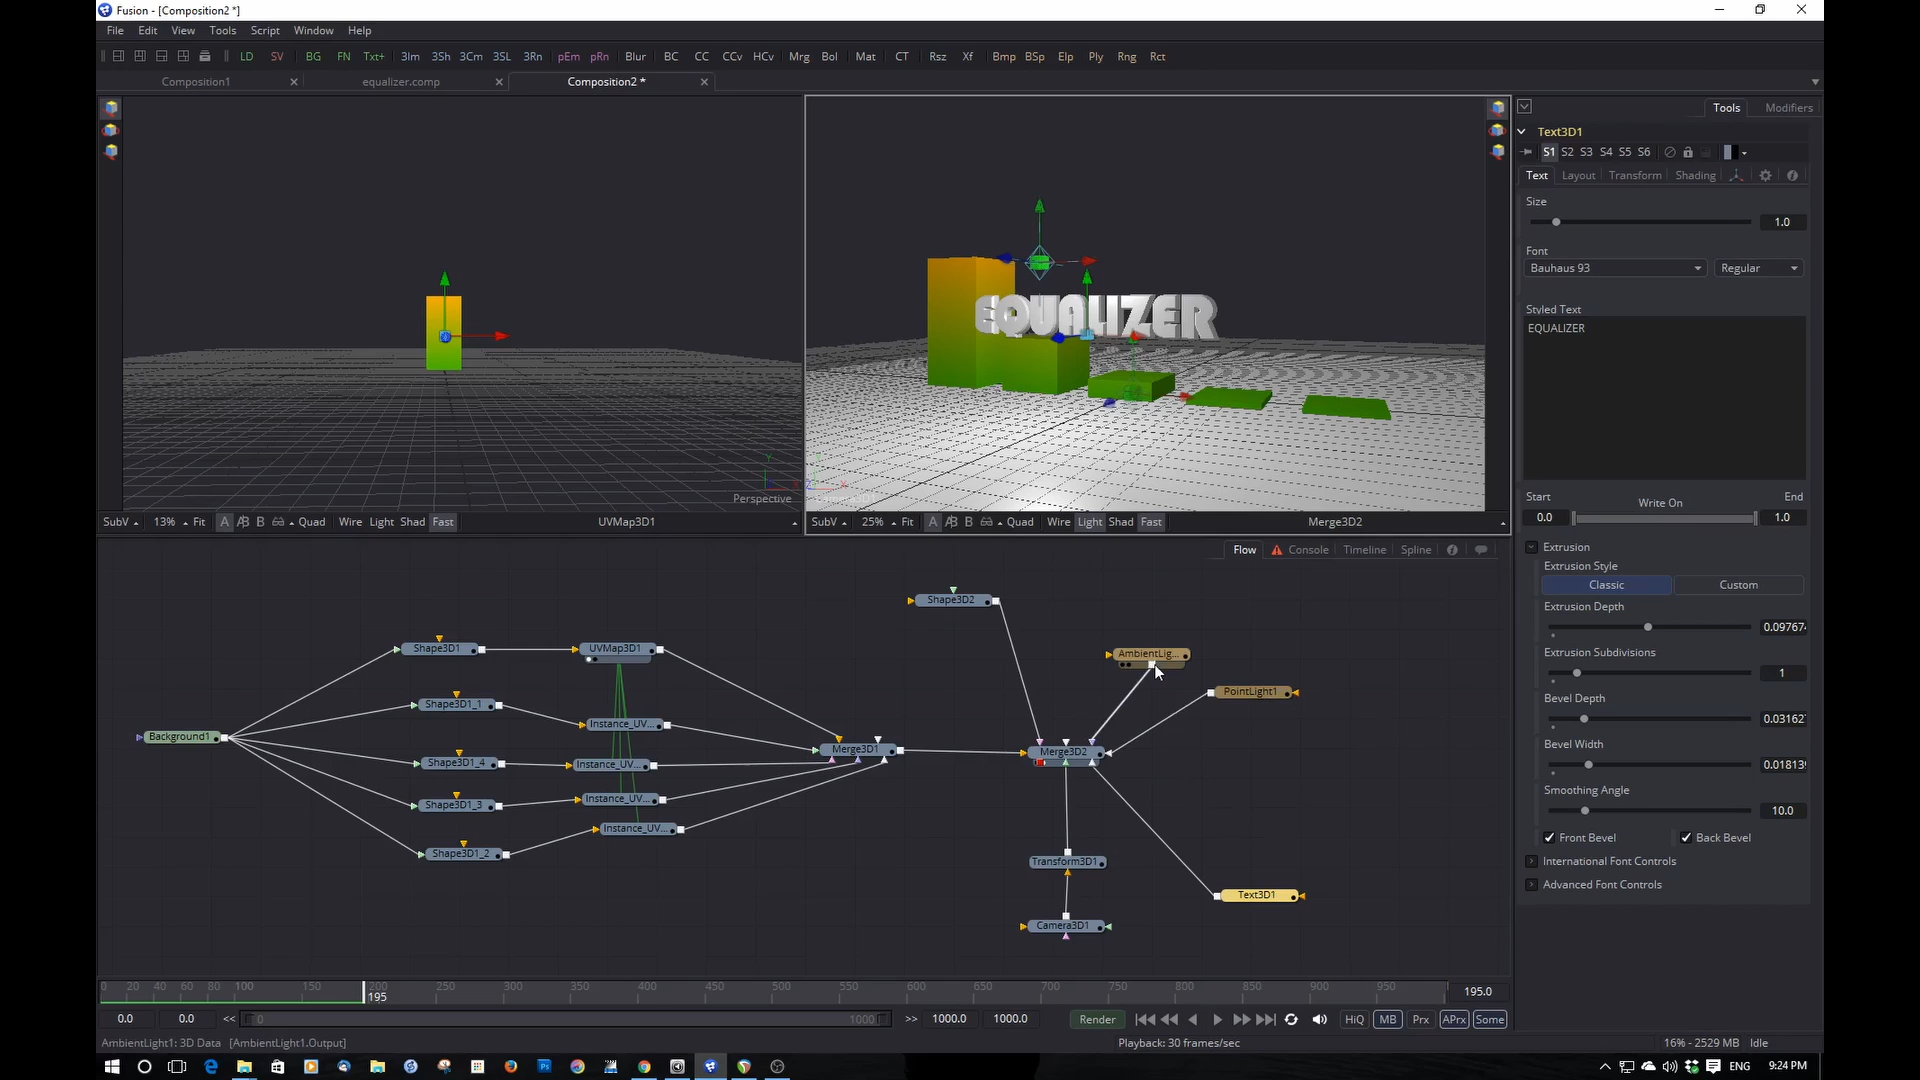 Fusion - [Composition2 *]
File Edit View Tools Script Window Help
LD SV BG FN Txt+ 3Im 3Sh 3Cm 3SL 3Rn pEm pRn Blur BC CC CCv HCv Mrg Bol Mat CT Rsz Xf Bmp BSp Elp Ply Rng Rct
Composition1 equalizer.comp Composition2 *
Tools Modifiers
Text3D1
S1 S2 S3 S4 S5 S6
Text Layout Transform Shading
Size
1.0
Font
Bauhaus 93 Regular
Styled Text
EQUALIZER
Start Write On End
0.0 1.0
Extrusion
Extrusion Style
Classic Custom
Extrusion Depth
0.09767
Extrusion Subdivisions
1
Bevel Depth
0.03162
Bevel Width
0.01813
Smoothing Angle
10.0
Front Bevel Back Bevel
International Font Controls
Advanced Font Controls
EQUALIZER
Perspective
SubV 13% Fit A B Quad Wire Light Shad Fast UVMap3D1
SubV 25% Fit A B Quad Wire Light Shad Fast Merge3D2
Flow Console Timeline Spline
Shape3D2
Shape3D1 UVMap3D1 AmbientLig...
PointLight1
Shape3D1_1 Instance_UV...
Background1 Merge3D1 Merge3D2
Shape3D1_4 Instance_UV...
Shape3D1_3 Instance_UV...
Shape3D1_2 Instance_UV...
Transform3D1
Text3D1
Camera3D1
0 20 40 60 80 100 150 200 250 300 350 400 450 500 550 600 650 700 750 800 850 900 950
195 195.0
0.0 0.0 << 0 1000 >> 1000.0 1000.0 Render HiQ MB Prx APrx Some
AmbientLight1: 3D Data [AmbientLight1.Output] Playback: 30 frames/sec 16% - 2529 MB Idle
ENG 9:24 PM